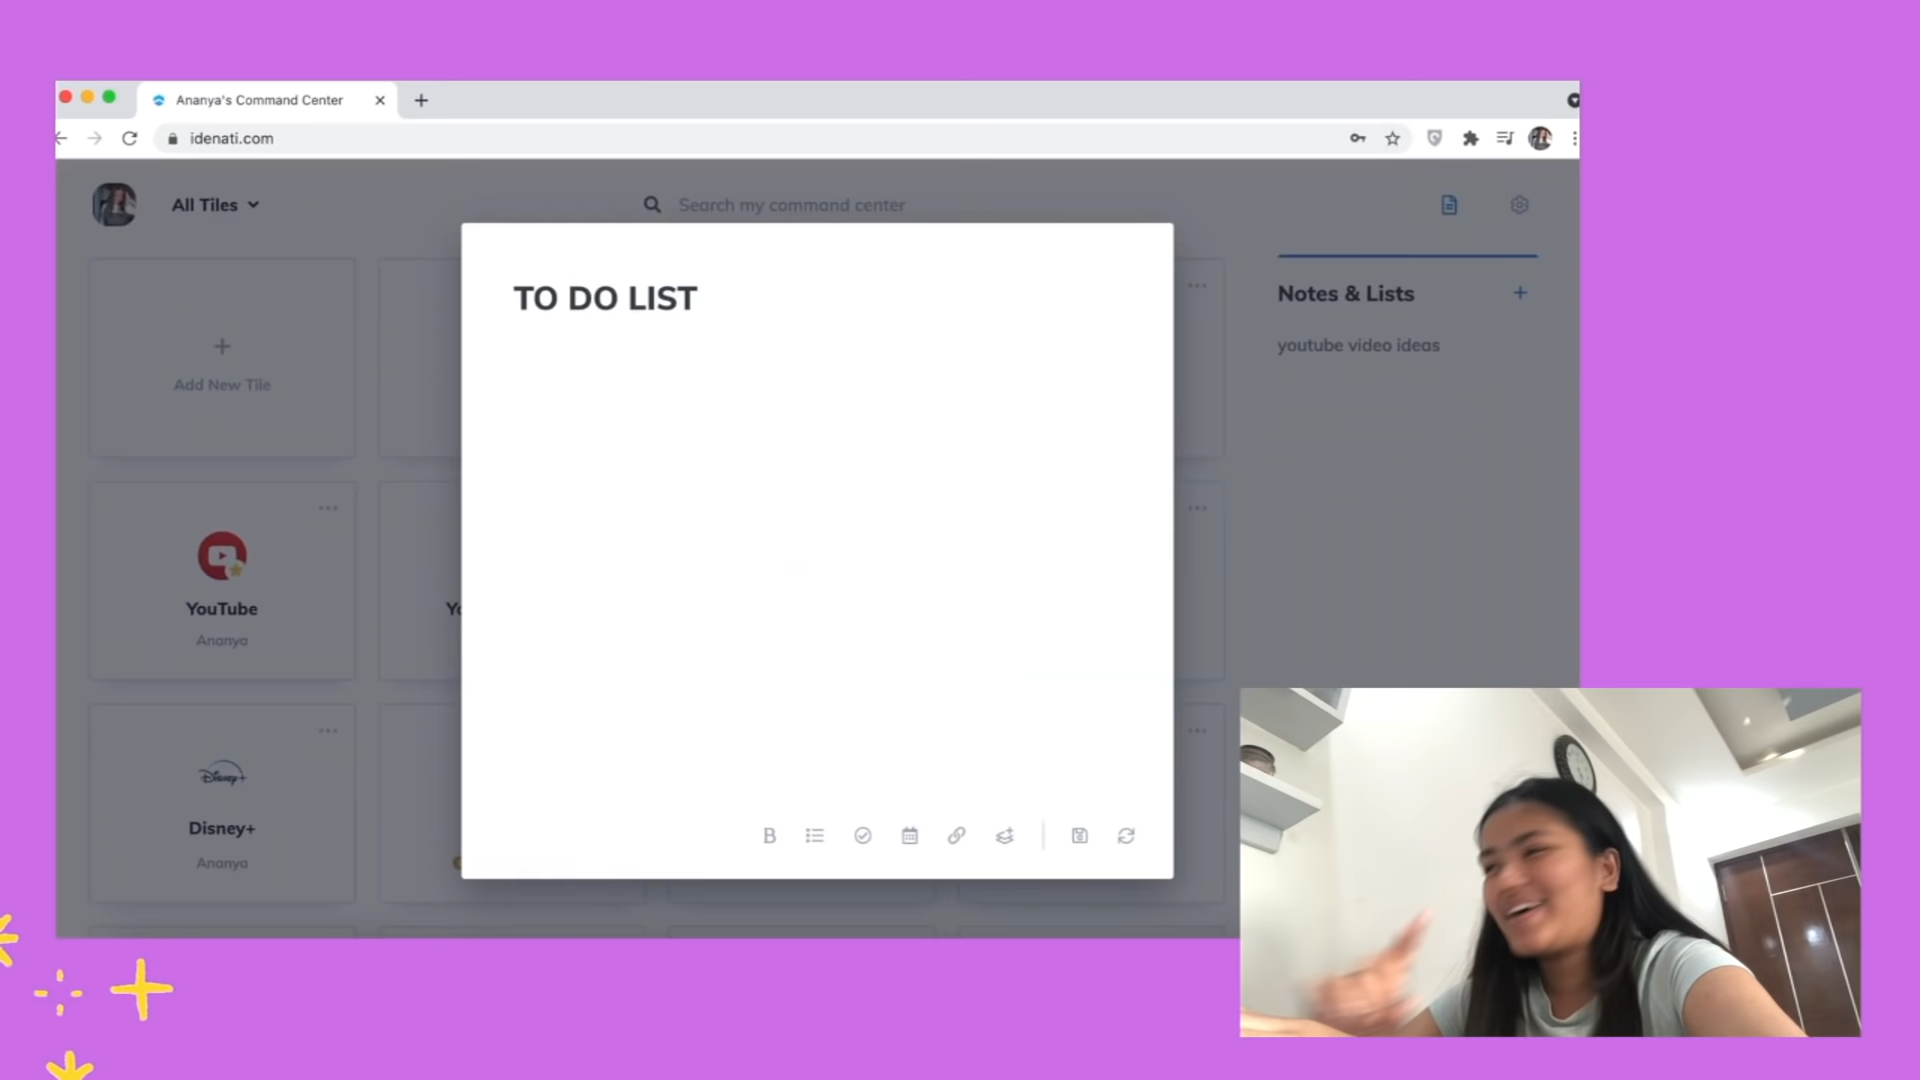 Ananya's Command Center
idenati.com
All Tiles
Search my command center
TO DO LIST
Notes & Lists
youtube video ideas
Add New Tile
YouTube
Ananya
Disney+
Disney+
Ananya
B